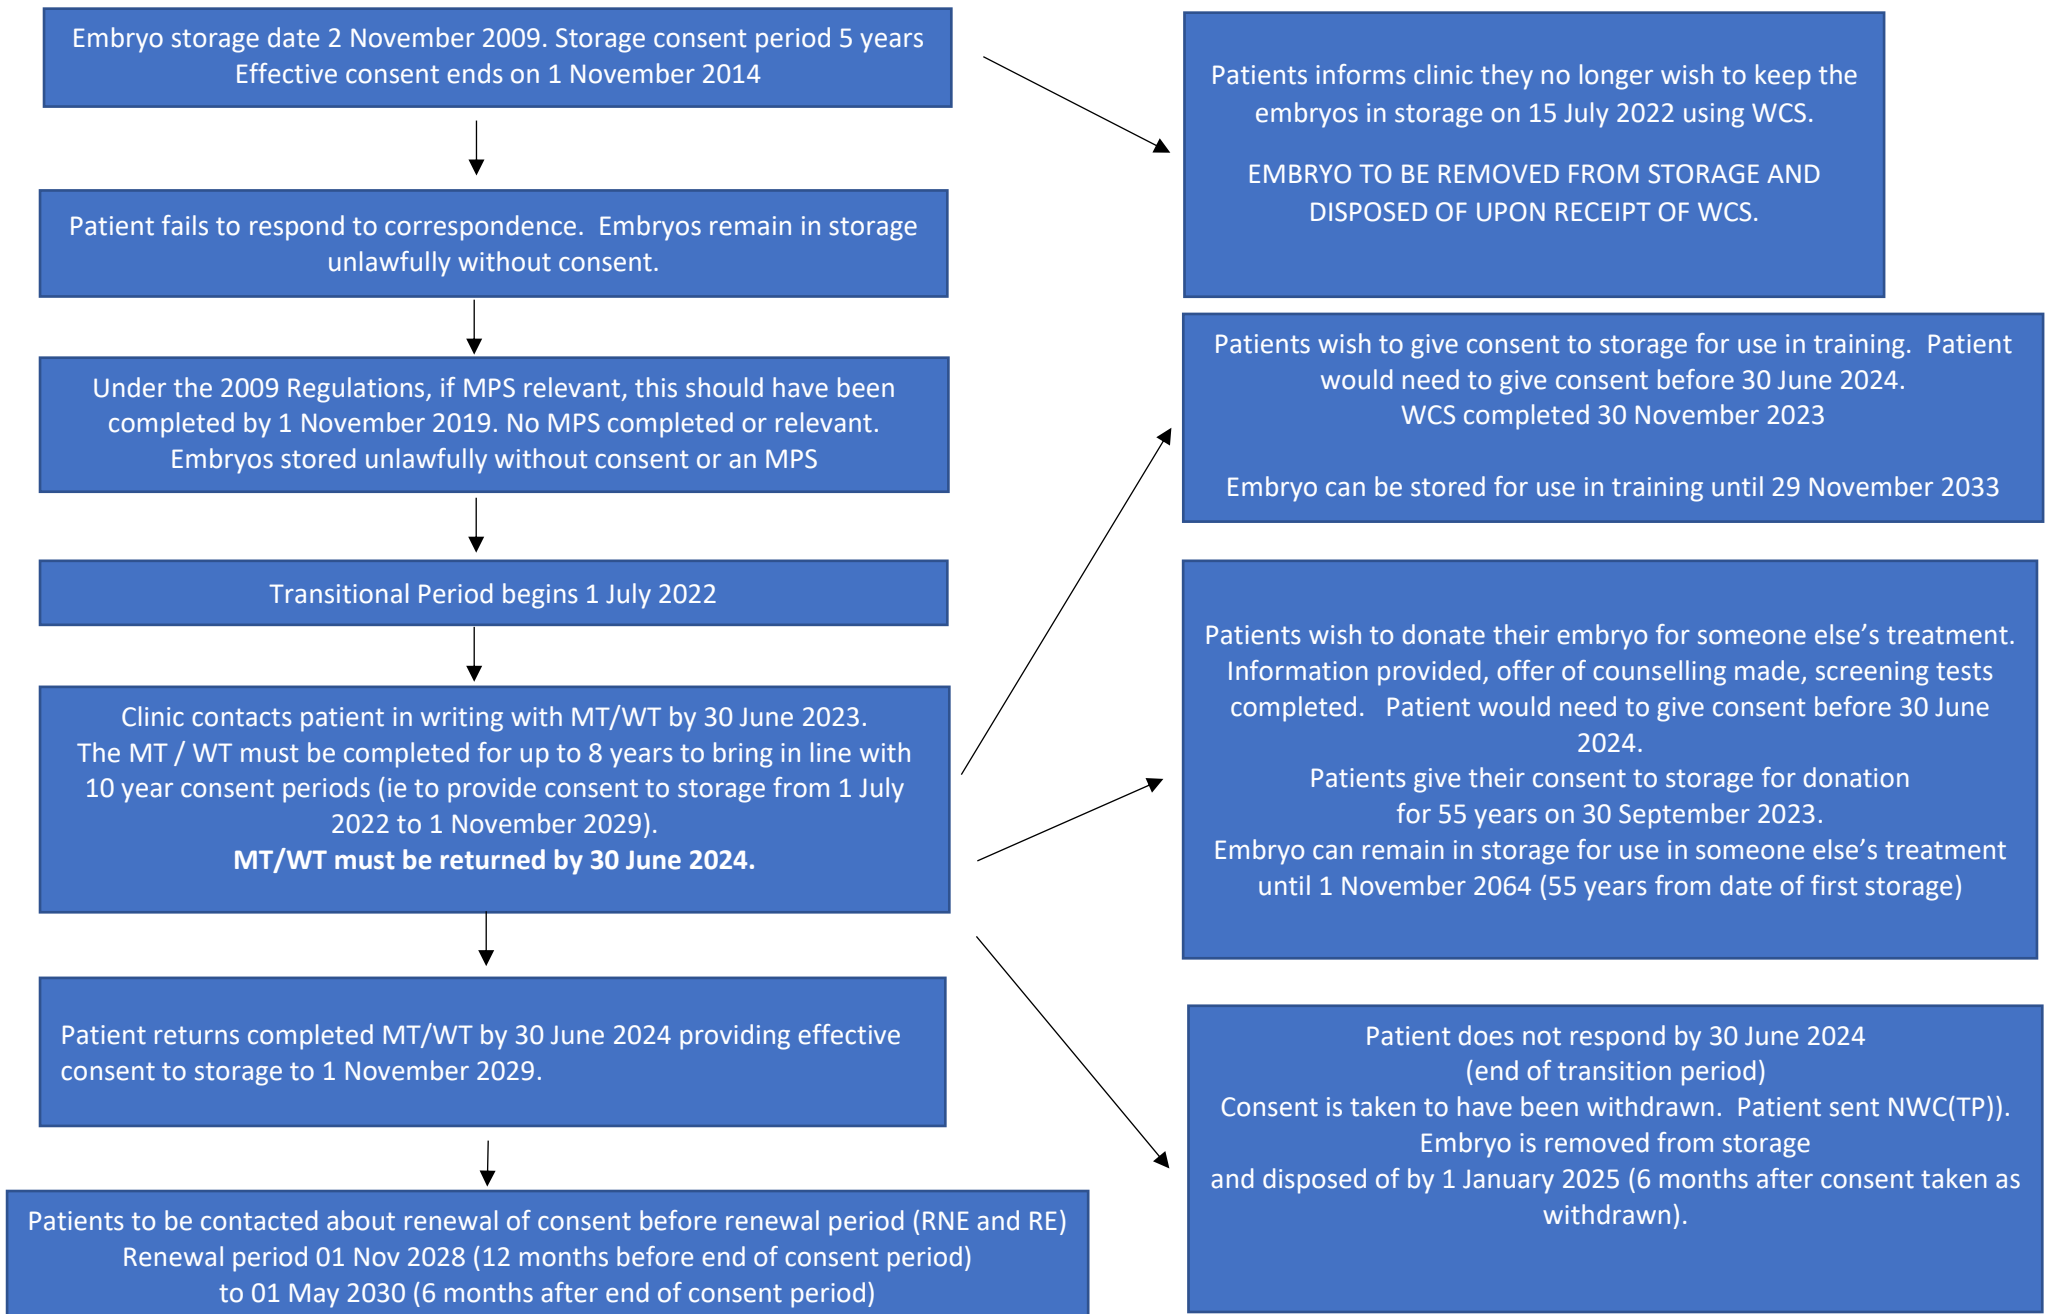 Embryo storage date 2 November 2009. Storage consent period 5 years
Effective consent ends on 1 November 2014
Patient fails to respond to correspondence.  Embryos remain in storage
unlawfully without consent.
Under the 2009 Regulations, if MPS relevant, this should have been
completed by 1 November 2019. No MPS completed or relevant.
Embryos stored unlawfully without consent or an MPS
Transitional Period begins 1 July 2022
Clinic contacts patient in writing with MT/WT by 30 June 2023.
The MT / WT must be completed for up to 8 years to bring in line with
10 year consent periods (ie to provide consent to storage from 1 July
2022 to 1 November 2029).
MT/WT must be returned by 30 June 2024.
Patient returns completed MT/WT by 30 June 2024 providing effective
consent to storage to 1 November 2029.
Patients to be contacted about renewal of consent before renewal period (RNE and RE)
Renewal period 01 Nov 2028 (12 months before end of consent period)
to 01 May 2030 (6 months after end of consent period)
Patients informs clinic they no longer wish to keep the
embryos in storage on 15 July 2022 using WCS.
EMBRYO TO BE REMOVED FROM STORAGE AND
DISPOSED OF UPON RECEIPT OF WCS.
Patients wish to give consent to storage for use in training.  Patient
would need to give consent before 30 June 2024.
WCS completed 30 November 2023
Embryo can be stored for use in training until 29 November 2033
Patients wish to donate their embryo for someone else’s treatment.
Information provided, offer of counselling made, screening tests
completed.   Patient would need to give consent before 30 June
2024.
Patients give their consent to storage for donation
for 55 years on 30 September 2023.
Embryo can remain in storage for use in someone else’s treatment
until 1 November 2064 (55 years from date of first storage)
Patient does not respond by 30 June 2024
(end of transition period)
Consent is taken to have been withdrawn.  Patient sent NWC(TP)).
Embryo is removed from storage
and disposed of by 1 January 2025 (6 months after consent taken as
withdrawn).